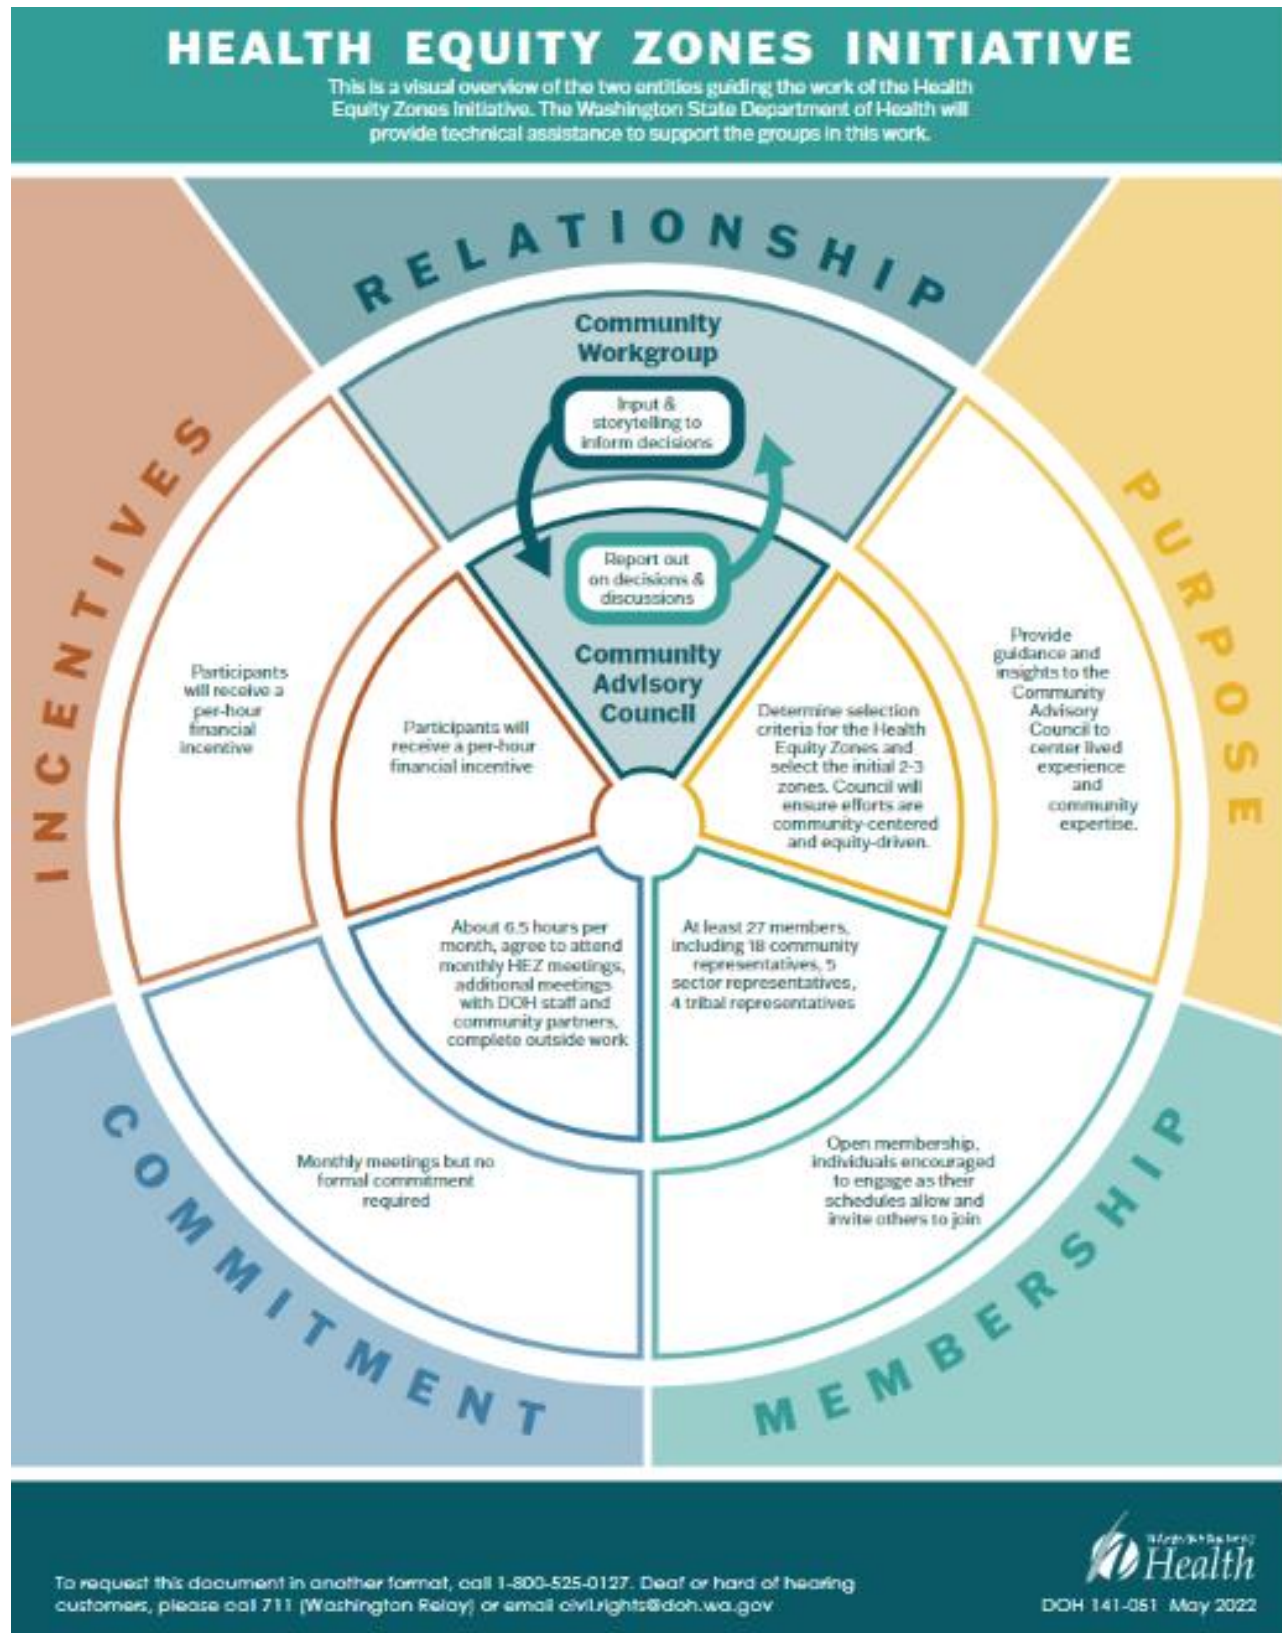 HEALTH EQUITY ZONES INITIATIVE
This is a visual overview of the two entities guiding the work of the Health
Equity Zones Initiative. The Washington State Department of Health will
provide technical assistance to support the groups in this work.
RELATIONSHIP
Community
Workgroup
Input &
storytelling to
inform decisions
Report out
on decisions &
discussions
Community
Advisory
Council
INCENTIVES
Participants
will receive a
per-hour
financial
incentive
Participants will
receive a per-hour
financial incentive
PURPOSE
Determine selection
criteria for the Health
Equity Zones and
select the initial 2-3
zones. Council will
ensure efforts are
community-centered
and equity-driven.
Provide
guidance and
insights to the
Community
Advisory
Council to
center lived
experience
and
community
expertise.
About 6.5 hours per
month, agree to attend
monthly HEZ meetings,
additional meetings
with DOH staff and
community partners,
complete outside work
At least 27 members,
including 18 community
representatives, 5
sector representatives,
4 tribal representatives
Monthly meetings but no
formal commitment
required
COMMITMENT
Open membership,
individuals encouraged
to engage as their
schedules allow and
invite others to join
MEMBERSHIP
To request this document in another format, call 1-800-525-0127. Deaf or hard of hearing
customers, please call 711 (Washington Relay) or email civil.rights@doh.wa.gov
Health
DOH 141-051 May 2022